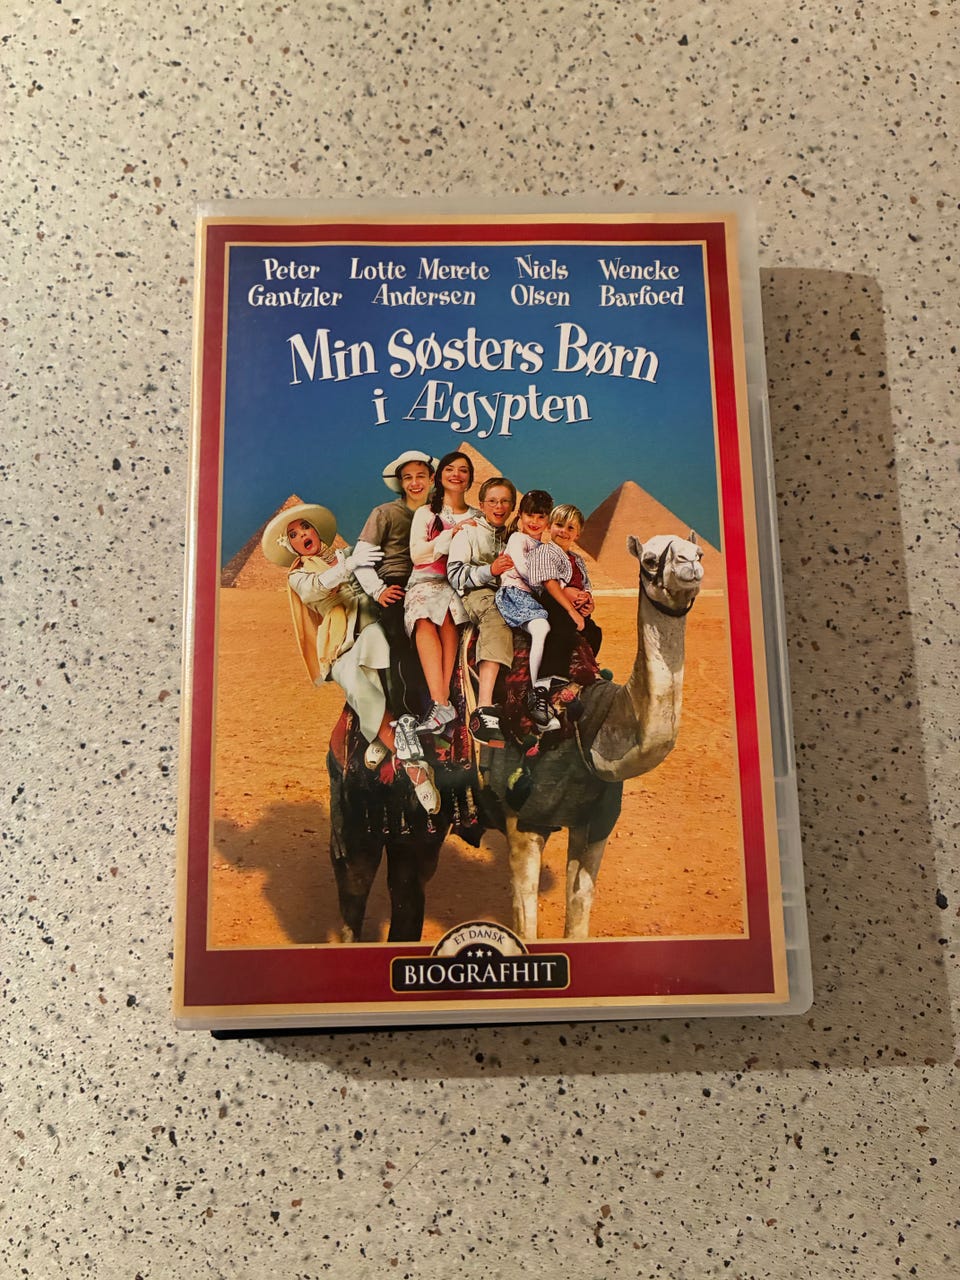 Peter Gantzler
Lotte Merete Andersen
Niels Olsen
Wencke Barfoed
Min Søsters Børn
i Ægypten
ET DANSK
BIOGRAFHIT